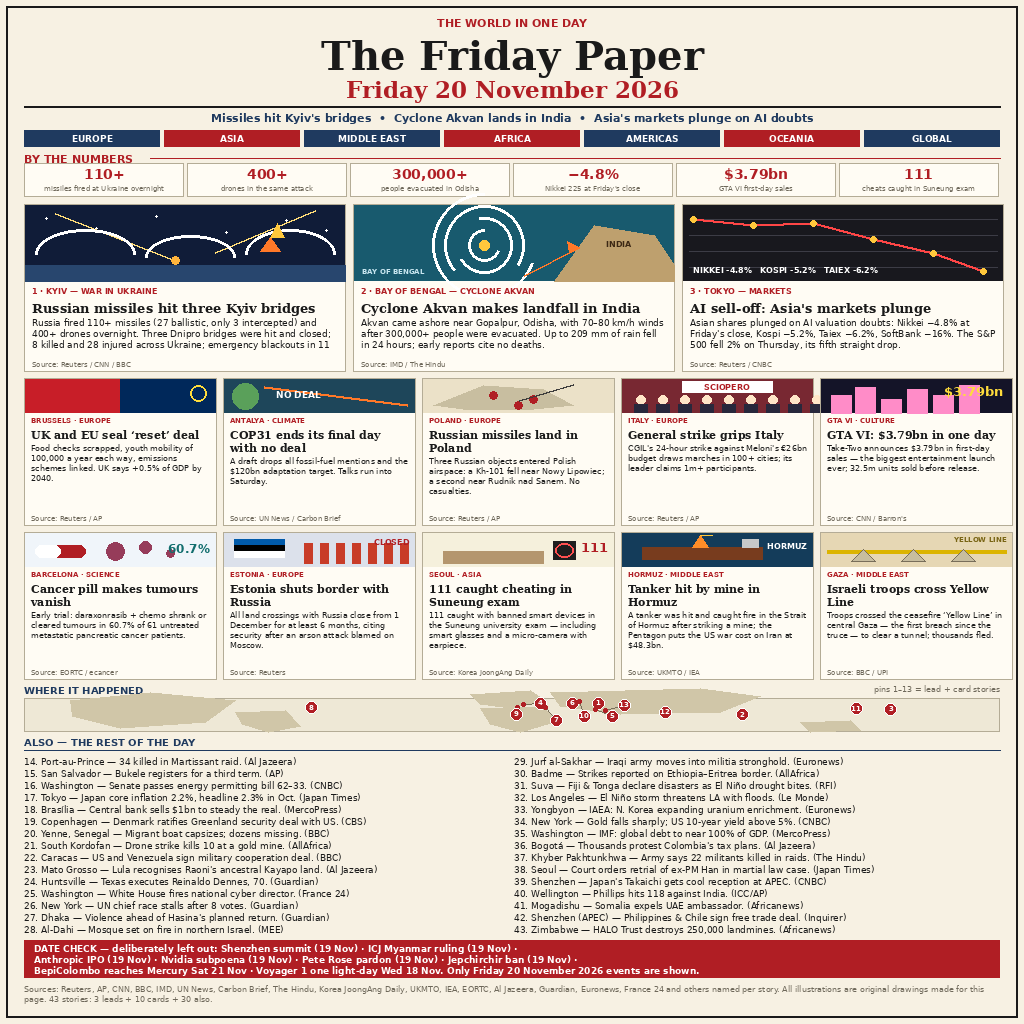 THE WORLD IN ONE DAY
The Friday Paper
Friday 20 November 2026
Missiles hit Kyiv's bridges • Cyclone Akvan lands in India • Asia's markets plunge on AI doubts
EUROPE
ASIA
MIDDLE EAST
AFRICA
AMERICAS
OCEANIA
GLOBAL
BY THE NUMBERS
110+
missiles fired at Ukraine overnight
400+
drones in the same attack
300,000+
people evacuated in Odisha
−4.8%
Nikkei 225 at Friday's close
$3.79bn
GTA VI first-day sales
111
cheats caught in Suneung exam
1 · KYIV — WAR IN UKRAINE
Russian missiles hit three Kyiv bridges
Russia fired 110+ missiles (27 ballistic, only 3 intercepted) and
400+ drones overnight. Three Dnipro bridges were hit and closed;
8 killed and 28 injured across Ukraine; emergency blackouts in 11
Source: Reuters / CNN / BBC
BAY OF BENGAL
INDIA
2 · BAY OF BENGAL — CYCLONE AKVAN
Cyclone Akvan makes landfall in India
Akvan came ashore near Gopalpur, Odisha, with 70–80 km/h winds
after 300,000+ people were evacuated. Up to 209 mm of rain fell
in 24 hours; early reports cite no deaths.
Source: IMD / The Hindu
NIKKEI -4.8% KOSPI -5.2% TAIEX -6.2%
3 · TOKYO — MARKETS
AI sell-off: Asia's markets plunge
Asian shares plunged on AI valuation doubts: Nikkei −4.8% at
Friday's close, Kospi −5.2%, Taiex −6.2%, SoftBank −16%. The S&P
500 fell 2% on Thursday, its fifth straight drop.
Source: Reuters / CNBC
BRUSSELS · EUROPE
UK and EU seal ‘reset’ deal
Food checks scrapped, youth mobility of
100,000 a year each way, emissions
schemes linked. UK says +0.5% of GDP by
2040.
Source: Reuters / AP
NO DEAL
ANTALYA · CLIMATE
COP31 ends its final day
with no deal
A draft drops all fossil-fuel mentions and the
$120bn adaptation target. Talks run into
Saturday.
Source: UN News / Carbon Brief
POLAND · EUROPE
Russian missiles land in
Poland
Three Russian objects entered Polish
airspace: a Kh-101 fell near Nowy Lipowiec;
a second near Rudnik nad Sanem. No
casualties.
Source: Reuters / AP
SCIOPERO
ITALY · EUROPE
General strike grips Italy
CGIL's 24-hour strike against Meloni's €26bn
budget draws marches in 100+ cities; its
leader claims 1m+ participants.
Source: Reuters / AP
$3.79bn
GTA VI · CULTURE
GTA VI: $3.79bn in one day
Take-Two announces $3.79bn in first-day
sales — the biggest entertainment launch
ever; 32.5m units sold before release.
Source: CNN / Barron's
60.7%
BARCELONA · SCIENCE
Cancer pill makes tumours
vanish
Early trial: daraxonrasib + chemo shrank or
cleared tumours in 60.7% of 61 untreated
metastatic pancreatic cancer patients.
Source: EORTC / ecancer
CLOSED
ESTONIA · EUROPE
Estonia shuts border with
Russia
All land crossings with Russia close from 1
December for at least 6 months, citing
security after an arson attack blamed on
Moscow.
Source: Reuters
111
SEOUL · ASIA
111 caught cheating in
Suneung exam
111 caught with banned smart devices in
the Suneung university exam — including
smart glasses and a micro-camera with
earpiece.
Source: Korea JoongAng Daily
HORMUZ
HORMUZ · MIDDLE EAST
Tanker hit by mine in
Hormuz
A tanker was hit and caught fire in the Strait
of Hormuz after striking a mine; the
Pentagon puts the US war cost on Iran at
$48.3bn.
Source: UKMTO / IEA
YELLOW LINE
GAZA · MIDDLE EAST
Israeli troops cross Yellow
Line
Troops crossed the ceasefire ‘Yellow Line’ in
central Gaza — the first breach since the
truce — to clear a tunnel; thousands fled.
Source: BBC / UPI
WHERE IT HAPPENED
pins 1–13 = lead + card stories
8
9
4
7
6
10
1
5
13
12
2
11
3
ALSO — THE REST OF THE DAY
14. Port-au-Prince — 34 killed in Martissant raid. (Al Jazeera)
15. San Salvador — Bukele registers for a third term. (AP)
16. Washington — Senate passes energy permitting bill 62–33. (CNBC)
17. Tokyo — Japan core inflation 2.2%, headline 2.3% in Oct. (Japan Times)
18. Brasília — Central bank sells $1bn to steady the real. (MercoPress)
19. Copenhagen — Denmark ratifies Greenland security deal with US. (CBS)
20. Yenne, Senegal — Migrant boat capsizes; dozens missing. (BBC)
21. South Kordofan — Drone strike kills 10 at a gold mine. (AllAfrica)
22. Caracas — US and Venezuela sign military cooperation deal. (BBC)
23. Mato Grosso — Lula recognises Raoni's ancestral Kayapo land. (Al Jazeera)
24. Huntsville — Texas executes Reinaldo Dennes, 70. (Guardian)
25. Washington — White House fires national cyber director. (France 24)
26. New York — UN chief race stalls after 8 votes. (Guardian)
27. Dhaka — Violence ahead of Hasina's planned return. (Guardian)
28. Al-Dahi — Mosque set on fire in northern Israel. (MEE)
29. Jurf al-Sakhar — Iraqi army moves into militia stronghold. (Euronews)
30. Badme — Strikes reported on Ethiopia–Eritrea border. (AllAfrica)
31. Suva — Fiji & Tonga declare disasters as El Niño drought bites. (RFI)
32. Los Angeles — El Niño storm threatens LA with floods. (Le Monde)
33. Yongbyon — IAEA: N. Korea expanding uranium enrichment. (Euronews)
34. New York — Gold falls sharply; US 10-year yield above 5%. (CNBC)
35. Washington — IMF: global debt to near 100% of GDP. (MercoPress)
36. Bogotá — Thousands protest Colombia's tax plans. (Al Jazeera)
37. Khyber Pakhtunkhwa — Army says 22 militants killed in raids. (The Hindu)
38. Seoul — Court orders retrial of ex-PM Han in martial law case. (Japan Times)
39. Shenzhen — Japan's Takaichi gets cool reception at APEC. (CNBC)
40. Wellington — Phillips hits 118 against India. (ICC/AP)
41. Mogadishu — Somalia expels UAE ambassador. (Africanews)
42. Shenzhen (APEC) — Philippines & Chile sign free trade deal. (Inquirer)
43. Zimbabwe — HALO Trust destroys 250,000 landmines. (Africanews)
DATE CHECK — deliberately left out: Shenzhen summit (19 Nov) · ICJ Myanmar ruling (19 Nov) ·
Anthropic IPO (19 Nov) · Nvidia subpoena (19 Nov) · Pete Rose pardon (19 Nov) · Jepchirchir ban (19 Nov) ·
BepiColombo reaches Mercury Sat 21 Nov · Voyager 1 one light-day Wed 18 Nov. Only Friday 20 November 2026 events are shown.
Sources: Reuters, AP, CNN, BBC, IMD, UN News, Carbon Brief, The Hindu, Korea JoongAng Daily, UKMTO, IEA, EORTC, Al Jazeera, Guardian, Euronews, France 24 and others named per story. All illustrations are original drawings made for this
page. 43 stories: 3 leads + 10 cards + 30 also.